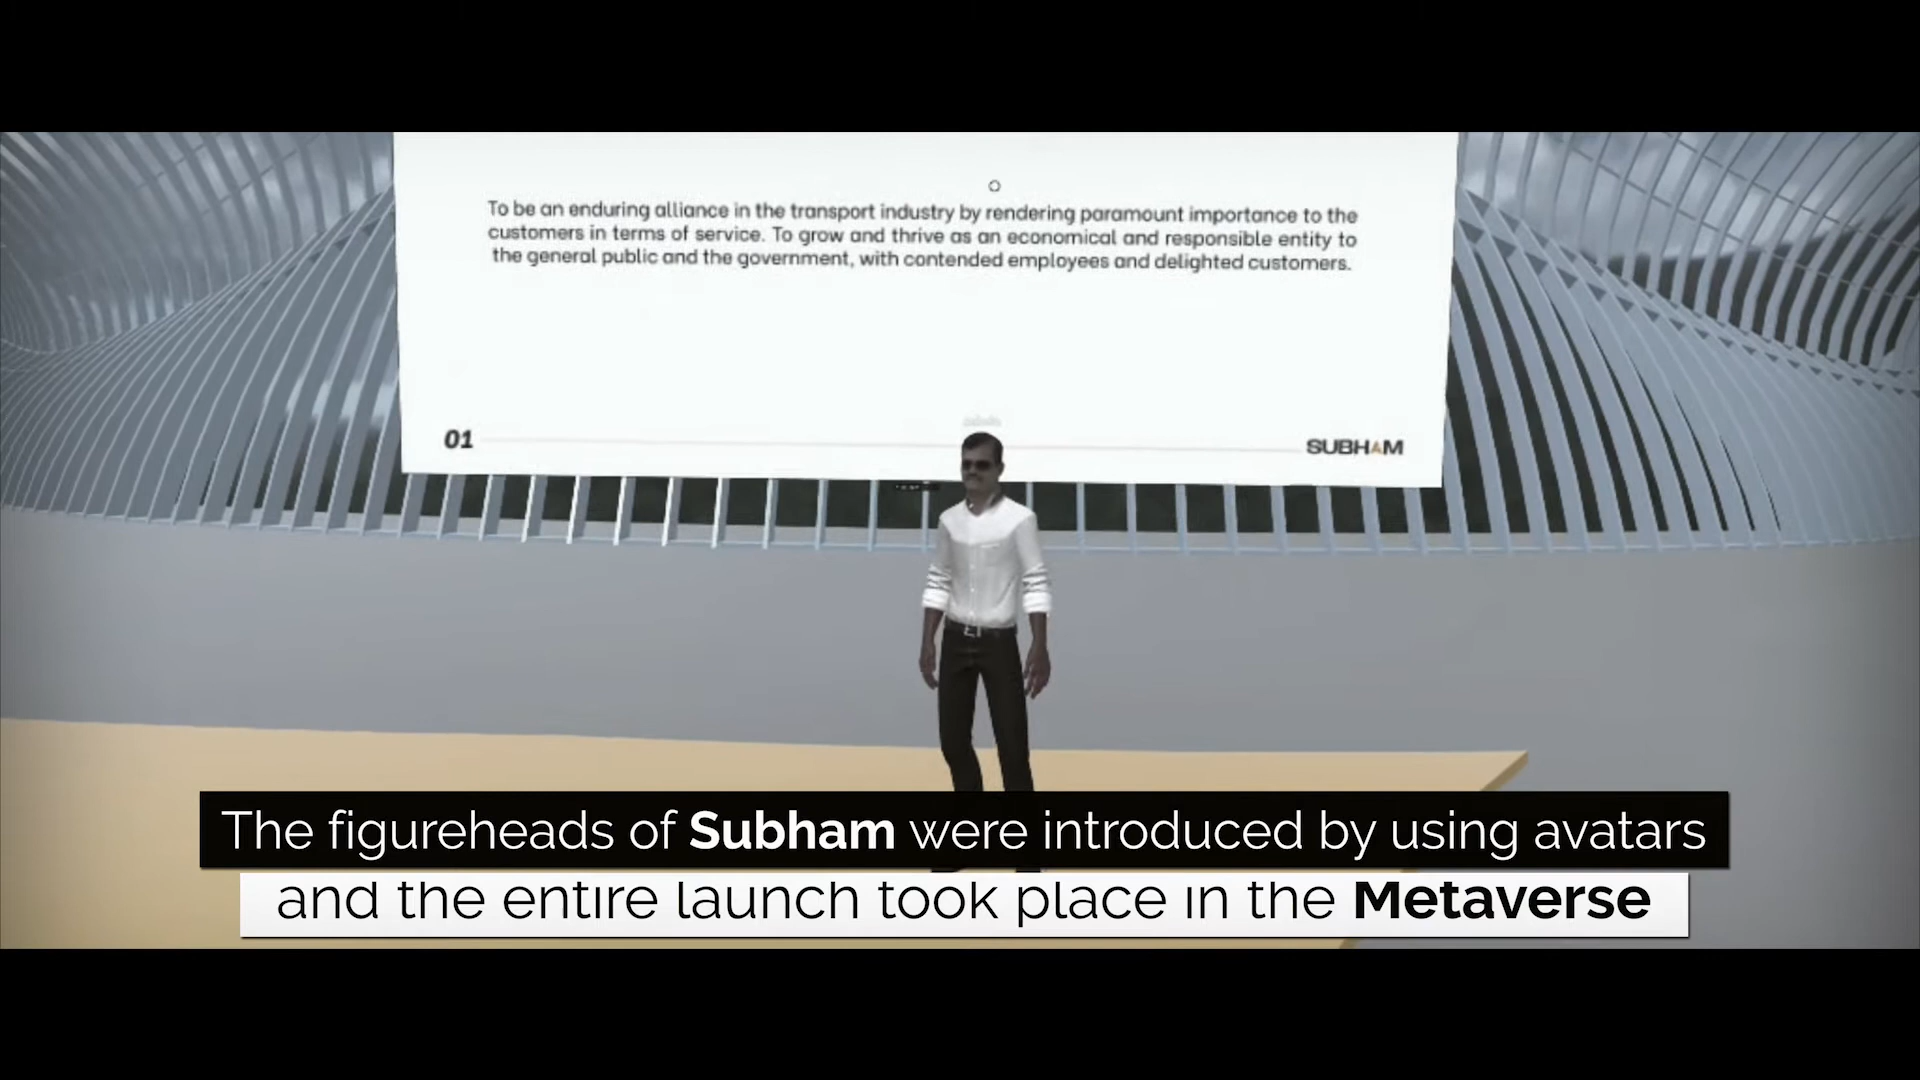 To be an enduring alliance in the transport industry by rendering paramount importance to the
customers in terms of service. To grow and thrive as an economical and responsible entity to
the general public and the government, with contended employees and delighted customers.
01
SUBHAM
The figureheads of Subham were introduced by using avatars
and the entire launch took place in the Metaverse